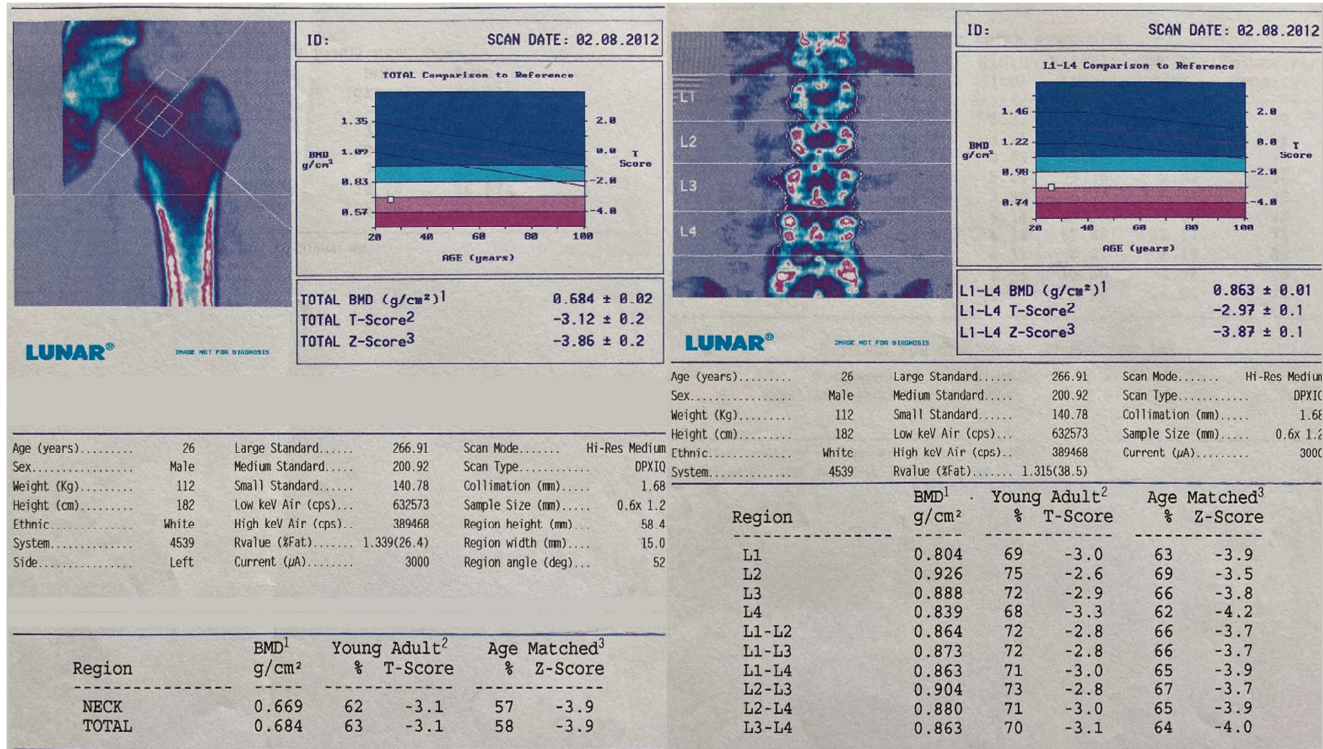 ID: SCAN DATE: 02.08.2012
TOTAL Comparison to Reference
1.35
1.09
0.83
0.57
BMD
g/cm²
2.0
0.0
-2.0
-4.0
T
Score
20 40 60 80 100
AGE (years)
TOTAL BMD (g/cm²)1 0.684 ± 0.02
TOTAL T-Score2 -3.12 ± 0.2
TOTAL Z-Score3 -3.86 ± 0.2
LUNAR®
IMAGE NOT FOR DIAGNOSIS
Age (years)......... 26 Large Standard...... 266.91 Scan Mode....... Hi-Res Medium
Sex................. Male Medium Standard..... 200.92 Scan Type........... DPXIQ
Weight (Kg)......... 112 Small Standard...... 140.78 Collimation (mm).... 1.68
Height (cm)......... 182 Low keV Air (cps)... 632573 Sample Size (mm)..... 0.6x 1.2
Ethnic.............. White High keV Air (cps).. 389468 Region height (mm)... 58.4
System.............. 4539 Rvalue (%Fat)....... 1.339(26.4) Region width (mm).... 15.0
Side................ Left Current (µA)........ 3000 Region angle (deg)... 52
BMD1 Young Adult2 Age Matched3
Region g/cm² % T-Score % Z-Score
NECK 0.669 62 -3.1 57 -3.9
TOTAL 0.684 63 -3.1 58 -3.9
L1
L2
L3
L4
ID: SCAN DATE: 02.08.2012
L1-L4 Comparison to Reference
1.46
1.22
0.98
0.74
BMD
g/cm²
2.0
0.0
-2.0
-4.0
T
Score
20 40 60 80 100
AGE (years)
L1-L4 BMD (g/cm²)1 0.863 ± 0.01
L1-L4 T-Score2 -2.97 ± 0.1
L1-L4 Z-Score3 -3.87 ± 0.1
LUNAR®
IMAGE NOT FOR DIAGNOSIS
Age (years)......... 26 Large Standard...... 266.91 Scan Mode....... Hi-Res Medium
Sex................. Male Medium Standard..... 200.92 Scan Type........... DPXIQ
Weight (Kg)......... 112 Small Standard...... 140.78 Collimation (mm)..... 1.68
Height (cm)......... 182 Low keV Air (cps)... 632573 Sample Size (mm)..... 0.6x 1.2
Ethnic.............. White High keV Air (cps).. 389468 Current (µA)........ 3000
System.............. 4539 Rvalue (%Fat)....... 1.315(38.5)
BMD1 Young Adult2 Age Matched3
Region g/cm² % T-Score % Z-Score
L1 0.804 69 -3.0 63 -3.9
L2 0.926 75 -2.6 69 -3.5
L3 0.888 72 -2.9 66 -3.8
L4 0.839 68 -3.3 62 -4.2
L1-L2 0.864 72 -2.8 66 -3.7
L1-L3 0.873 72 -2.8 66 -3.7
L1-L4 0.863 71 -3.0 65 -3.9
L2-L3 0.904 73 -2.8 67 -3.7
L2-L4 0.880 71 -3.0 65 -3.9
L3-L4 0.863 70 -3.1 64 -4.0